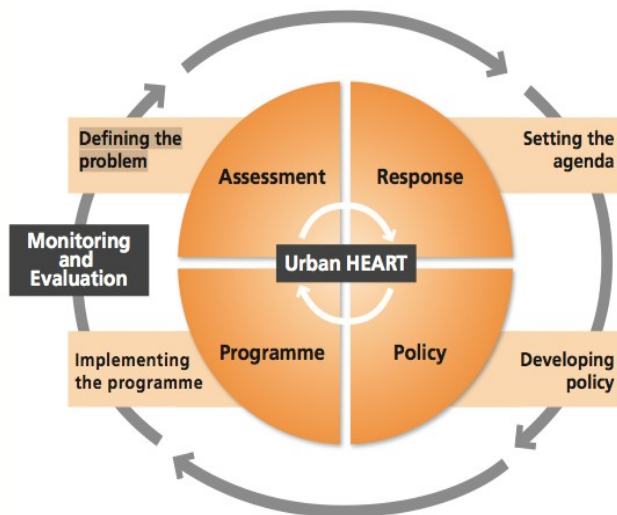 Defining the
problem
Assessment
Response
Setting the
agenda
Monitoring
and
Evaluation
Urban HEART
Implementing
the programme
Programme
Policy
Developing
policy